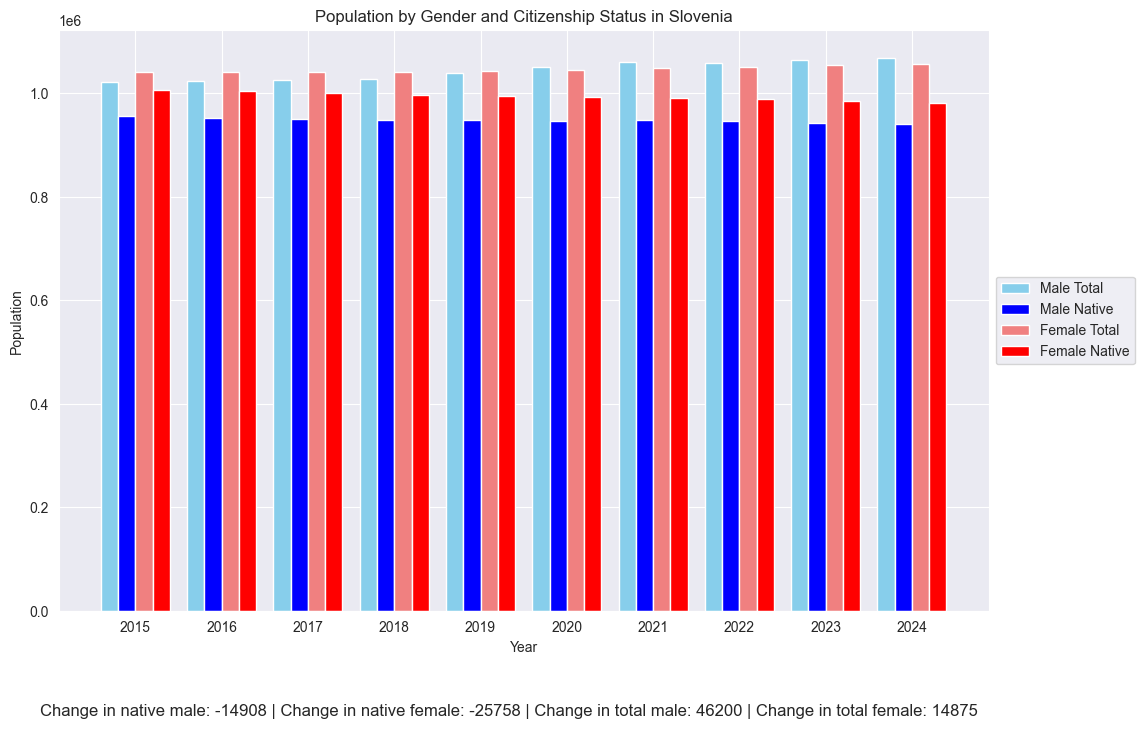 Population by Gender and Citizenship Status in Slovenia
1e6
1.0
0.8
0.6
0.4
0.2
0.0
Population
2015 2016 2017 2018 2019 2020 2021 2022 2023 2024
Year
Male Total
Male Native
Female Total
Female Native
Change in native male: -14908 | Change in native female: -25758 | Change in total male: 46200 | Change in total female: 14875